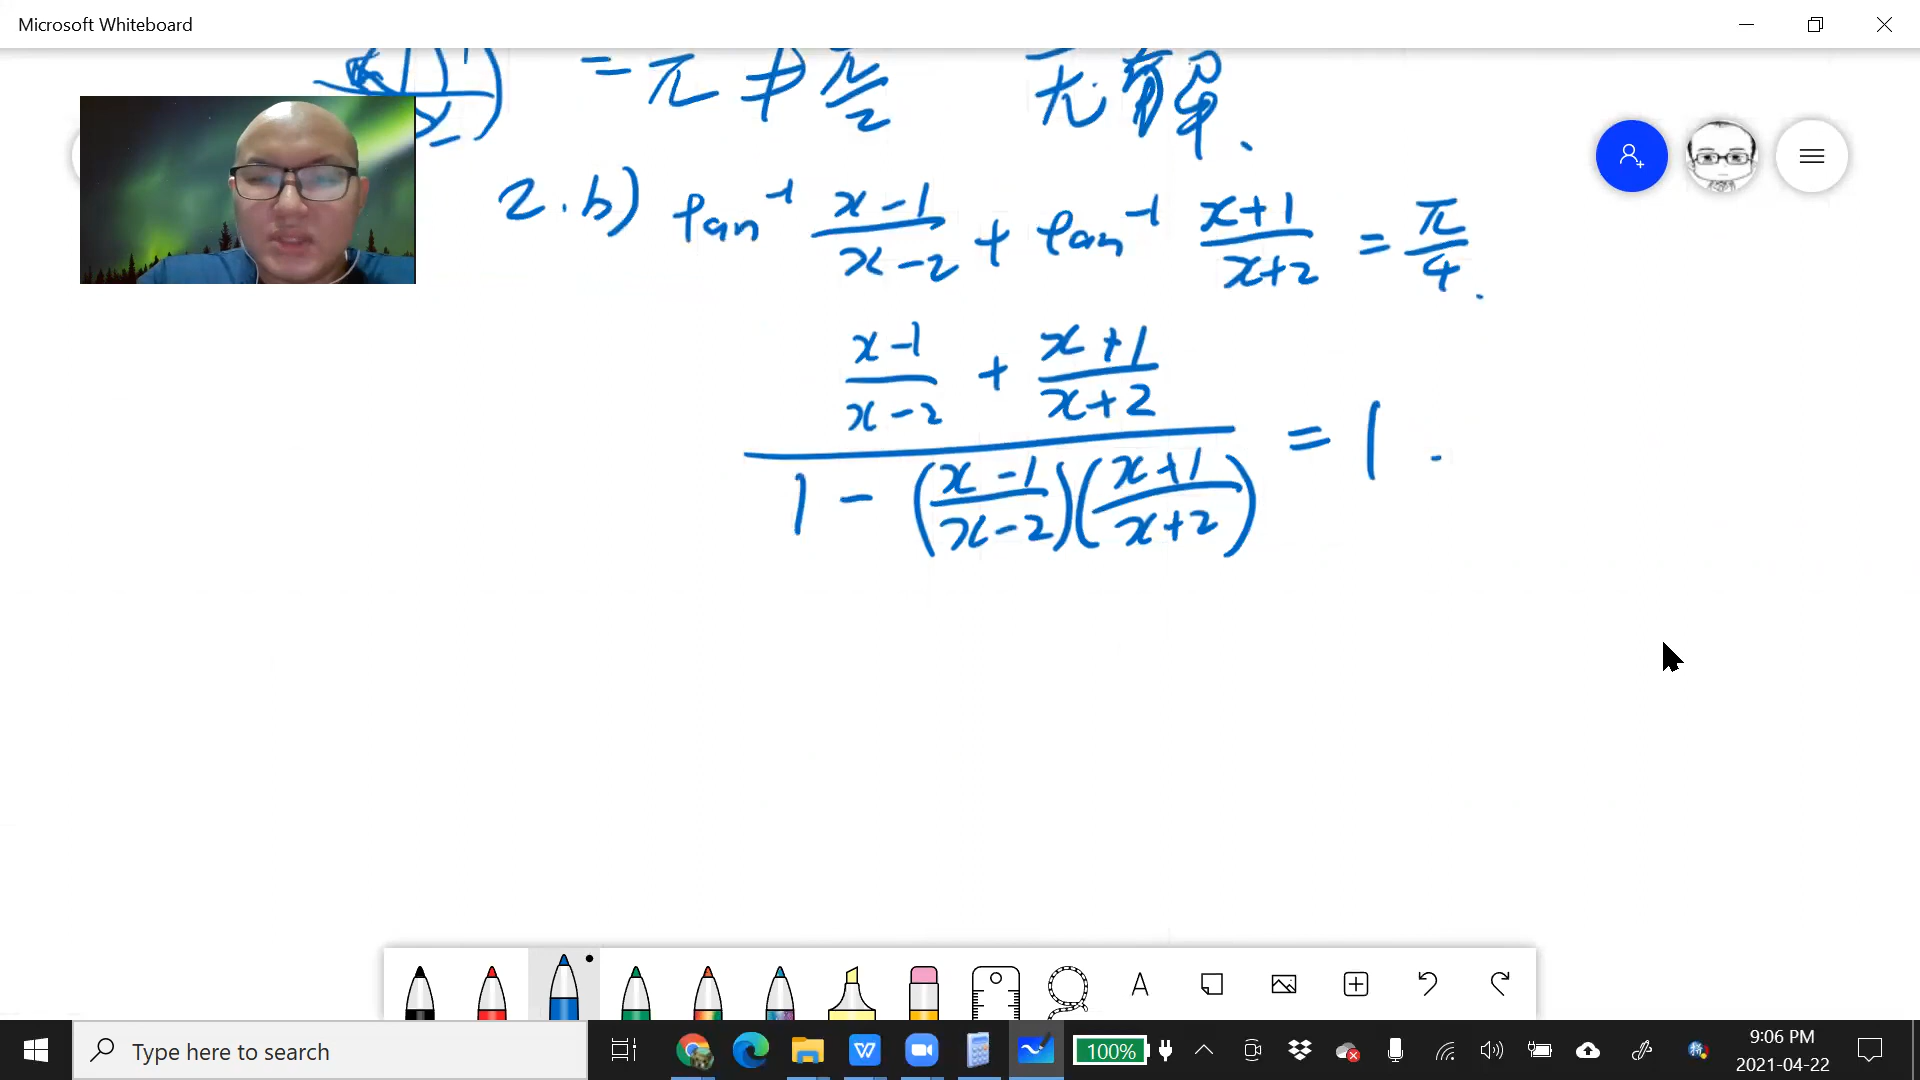 Microsoft Whiteboard
= π ≠ π/2 无解.
2.b) tan⁻¹ (x-1)/(x-2) + tan⁻¹ (x+1)/(x+2) = π/4.
((x-1)/(x-2) + (x+1)/(x+2)) / (1 - ((x-1)/(x-2))((x+1)/(x+2))) = 1.
Type here to search
100%
9:06 PM
2021-04-22